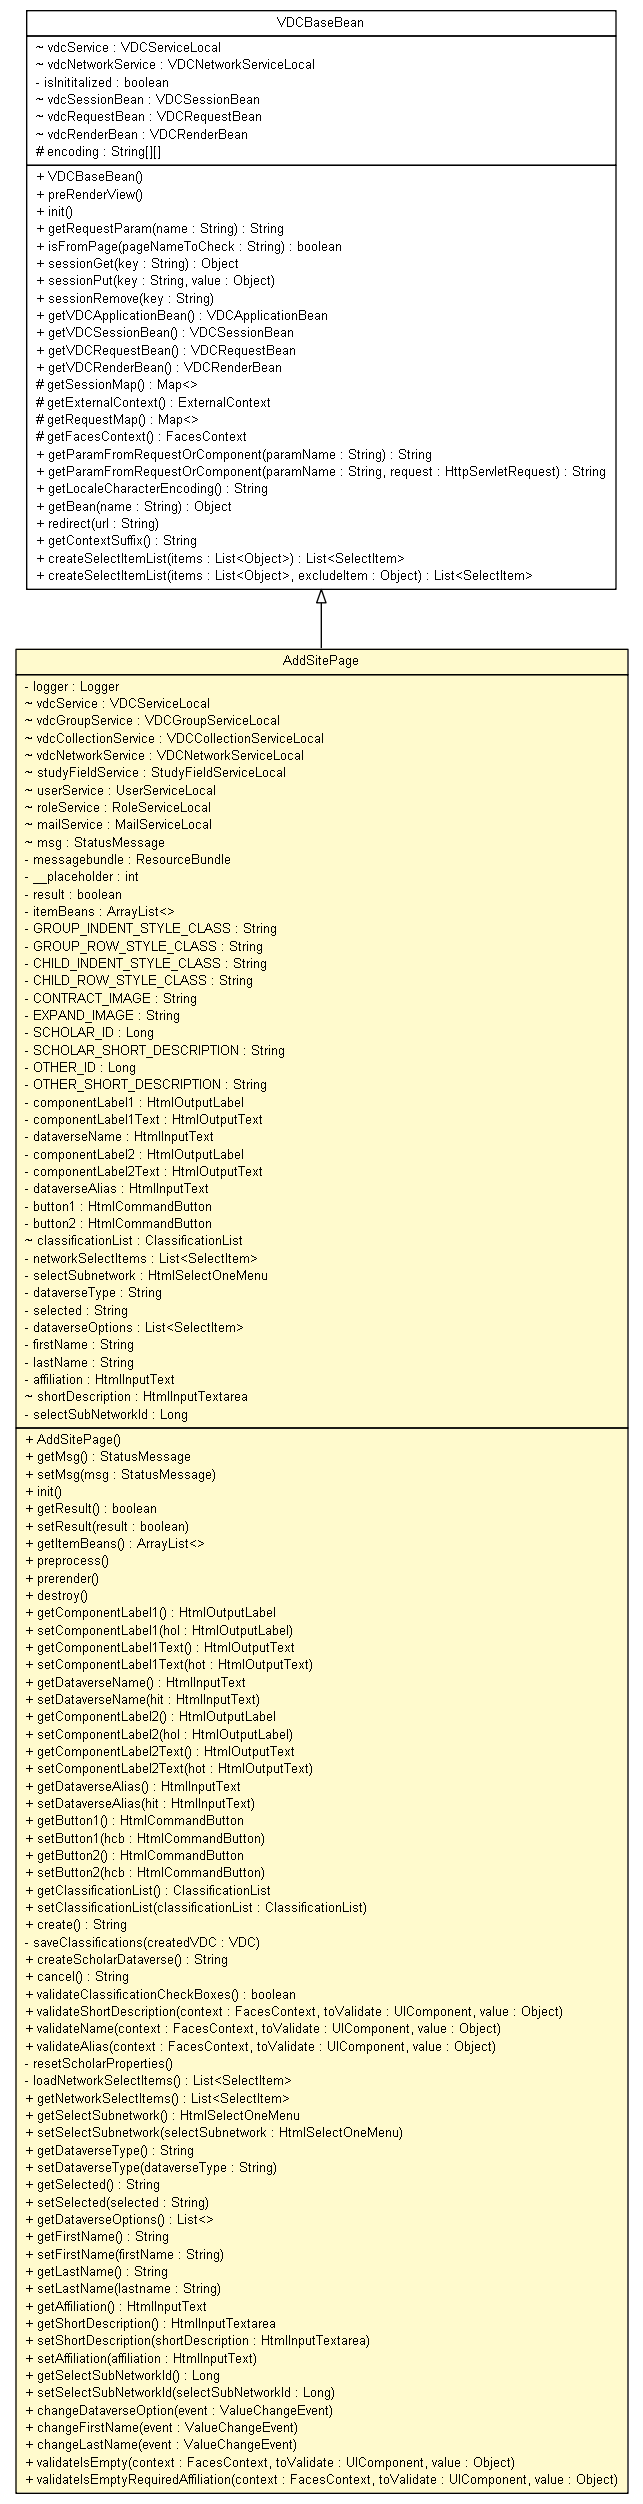 VDCBaseBean
~ vdcService : VDCServiceLocal
~ vdcNetworkService : VDCNetworkServiceLocal
- isInititalized : boolean
~ vdcSessionBean : VDCSessionBean
~ vdcRequestBean : VDCRequestBean
~ vdcRenderBean : VDCRenderBean
# encoding : String[][]
+ VDCBaseBean()
+ preRenderView()
+ init()
+ getRequestParam(name : String) : String
+ isFromPage(pageNameToCheck : String) : boolean
+ sessionGet(key : String) : Object
+ sessionPut(key : String, value : Object)
+ sessionRemove(key : String)
+ getVDCApplicationBean() : VDCApplicationBean
+ getVDCSessionBean() : VDCSessionBean
+ getVDCRequestBean() : VDCRequestBean
+ getVDCRenderBean() : VDCRenderBean
# getSessionMap() : Map<>
# getExternalContext() : ExternalContext
# getRequestMap() : Map<>
# getFacesContext() : FacesContext
+ getParamFromRequestOrComponent(paramName : String) : String
+ getParamFromRequestOrComponent(paramName : String, request : HttpServletRequest) : String
+ getLocaleCharacterEncoding() : String
+ getBean(name : String) : Object
+ redirect(url : String)
+ getContextSuffix() : String
+ createSelectItemList(items : List<Object>) : List<SelectItem>
+ createSelectItemList(items : List<Object>, excludeItem : Object) : List<SelectItem>
AddSitePage
- logger : Logger
~ vdcService : VDCServiceLocal
~ vdcGroupService : VDCGroupServiceLocal
~ vdcCollectionService : VDCCollectionServiceLocal
~ vdcNetworkService : VDCNetworkServiceLocal
~ studyFieldService : StudyFieldServiceLocal
~ userService : UserServiceLocal
~ roleService : RoleServiceLocal
~ mailService : MailServiceLocal
~ msg : StatusMessage
- messagebundle : ResourceBundle
- __placeholder : int
- result : boolean
- itemBeans : ArrayList<>
- GROUP_INDENT_STYLE_CLASS : String
- GROUP_ROW_STYLE_CLASS : String
- CHILD_INDENT_STYLE_CLASS : String
- CHILD_ROW_STYLE_CLASS : String
- CONTRACT_IMAGE : String
- EXPAND_IMAGE : String
- SCHOLAR_ID : Long
- SCHOLAR_SHORT_DESCRIPTION : String
- OTHER_ID : Long
- OTHER_SHORT_DESCRIPTION : String
- componentLabel1 : HtmlOutputLabel
- componentLabel1Text : HtmlOutputText
- dataverseName : HtmlInputText
- componentLabel2 : HtmlOutputLabel
- componentLabel2Text : HtmlOutputText
- dataverseAlias : HtmlInputText
- button1 : HtmlCommandButton
- button2 : HtmlCommandButton
~ classificationList : ClassificationList
- networkSelectItems : List<SelectItem>
- selectSubnetwork : HtmlSelectOneMenu
- dataverseType : String
- selected : String
- dataverseOptions : List<SelectItem>
- firstName : String
- lastName : String
- affiliation : HtmlInputText
~ shortDescription : HtmlInputTextarea
- selectSubNetworkId : Long
+ AddSitePage()
+ getMsg() : StatusMessage
+ setMsg(msg : StatusMessage)
+ init()
+ getResult() : boolean
+ setResult(result : boolean)
+ getItemBeans() : ArrayList<>
+ preprocess()
+ prerender()
+ destroy()
+ getComponentLabel1() : HtmlOutputLabel
+ setComponentLabel1(hol : HtmlOutputLabel)
+ getComponentLabel1Text() : HtmlOutputText
+ setComponentLabel1Text(hot : HtmlOutputText)
+ getDataverseName() : HtmlInputText
+ setDataverseName(hit : HtmlInputText)
+ getComponentLabel2() : HtmlOutputLabel
+ setComponentLabel2(hol : HtmlOutputLabel)
+ getComponentLabel2Text() : HtmlOutputText
+ setComponentLabel2Text(hot : HtmlOutputText)
+ getDataverseAlias() : HtmlInputText
+ setDataverseAlias(hit : HtmlInputText)
+ getButton1() : HtmlCommandButton
+ setButton1(hcb : HtmlCommandButton)
+ getButton2() : HtmlCommandButton
+ setButton2(hcb : HtmlCommandButton)
+ getClassificationList() : ClassificationList
+ setClassificationList(classificationList : ClassificationList)
+ create() : String
- saveClassifications(createdVDC : VDC)
+ createScholarDataverse() : String
+ cancel() : String
+ validateClassificationCheckBoxes() : boolean
+ validateShortDescription(context : FacesContext, toValidate : UIComponent, value : Object)
+ validateName(context : FacesContext, toValidate : UIComponent, value : Object)
+ validateAlias(context : FacesContext, toValidate : UIComponent, value : Object)
- resetScholarProperties()
- loadNetworkSelectItems() : List<SelectItem>
+ getNetworkSelectItems() : List<SelectItem>
+ getSelectSubnetwork() : HtmlSelectOneMenu
+ setSelectSubnetwork(selectSubnetwork : HtmlSelectOneMenu)
+ getDataverseType() : String
+ setDataverseType(dataverseType : String)
+ getSelected() : String
+ setSelected(selected : String)
+ getDataverseOptions() : List<>
+ getFirstName() : String
+ setFirstName(firstName : String)
+ getLastName() : String
+ setLastName(lastname : String)
+ getAffiliation() : HtmlInputText
+ getShortDescription() : HtmlInputTextarea
+ setShortDescription(shortDescription : HtmlInputTextarea)
+ setAffiliation(affiliation : HtmlInputText)
+ getSelectSubNetworkId() : Long
+ setSelectSubNetworkId(selectSubNetworkId : Long)
+ changeDataverseOption(event : ValueChangeEvent)
+ changeFirstName(event : ValueChangeEvent)
+ changeLastName(event : ValueChangeEvent)
+ validateIsEmpty(context : FacesContext, toValidate : UIComponent, value : Object)
+ validateIsEmptyRequiredAffiliation(context : FacesContext, toValidate : UIComponent, value : Object)